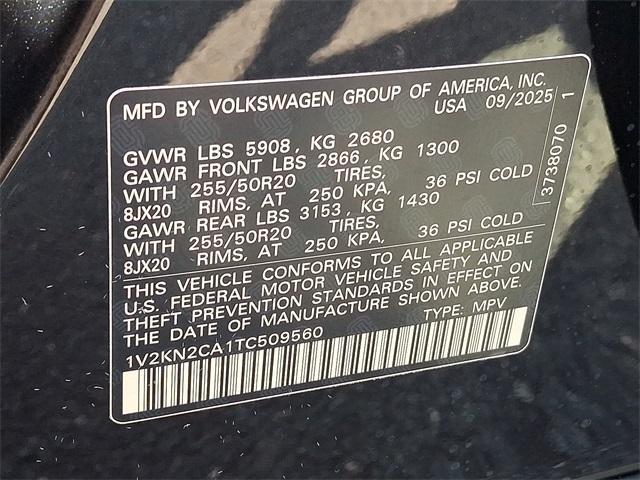 MFD BY VOLKSWAGEN GROUP OF AMERICA, INC.
USA 09/2025
GVWR LBS 5908, KG 2680
GAWR FRONT LBS 2866, KG 1300
WITH 255/50R20 TIRES,
8JX20 RIMS, AT 250 KPA, 36 PSI COLD
GAWR REAR LBS 3153, KG 1430
WITH 255/50R20 TIRES,
8JX20 RIMS, AT 250 KPA, 36 PSI COLD
THIS VEHICLE CONFORMS TO ALL APPLICABLE
U.S. FEDERAL MOTOR VEHICLE SAFETY AND
THEFT PREVENTION STANDARDS IN EFFECT ON
THE DATE OF MANUFACTURE SHOWN ABOVE.
1V2KN2CA1TC509560 TYPE: MPV
3738070 1